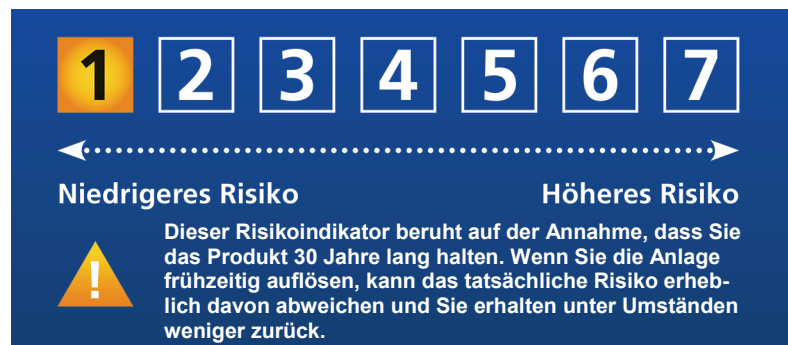 1 2 3 4 5 6 7
Niedrigeres Risiko Höheres Risiko
Dieser Risikoindikator beruht auf der Annahme, dass Sie
das Produkt 30 Jahre lang halten. Wenn Sie die Anlage
frühzeitig auflösen, kann das tatsächliche Risiko erheb-
lich davon abweichen und Sie erhalten unter Umständen
weniger zurück.